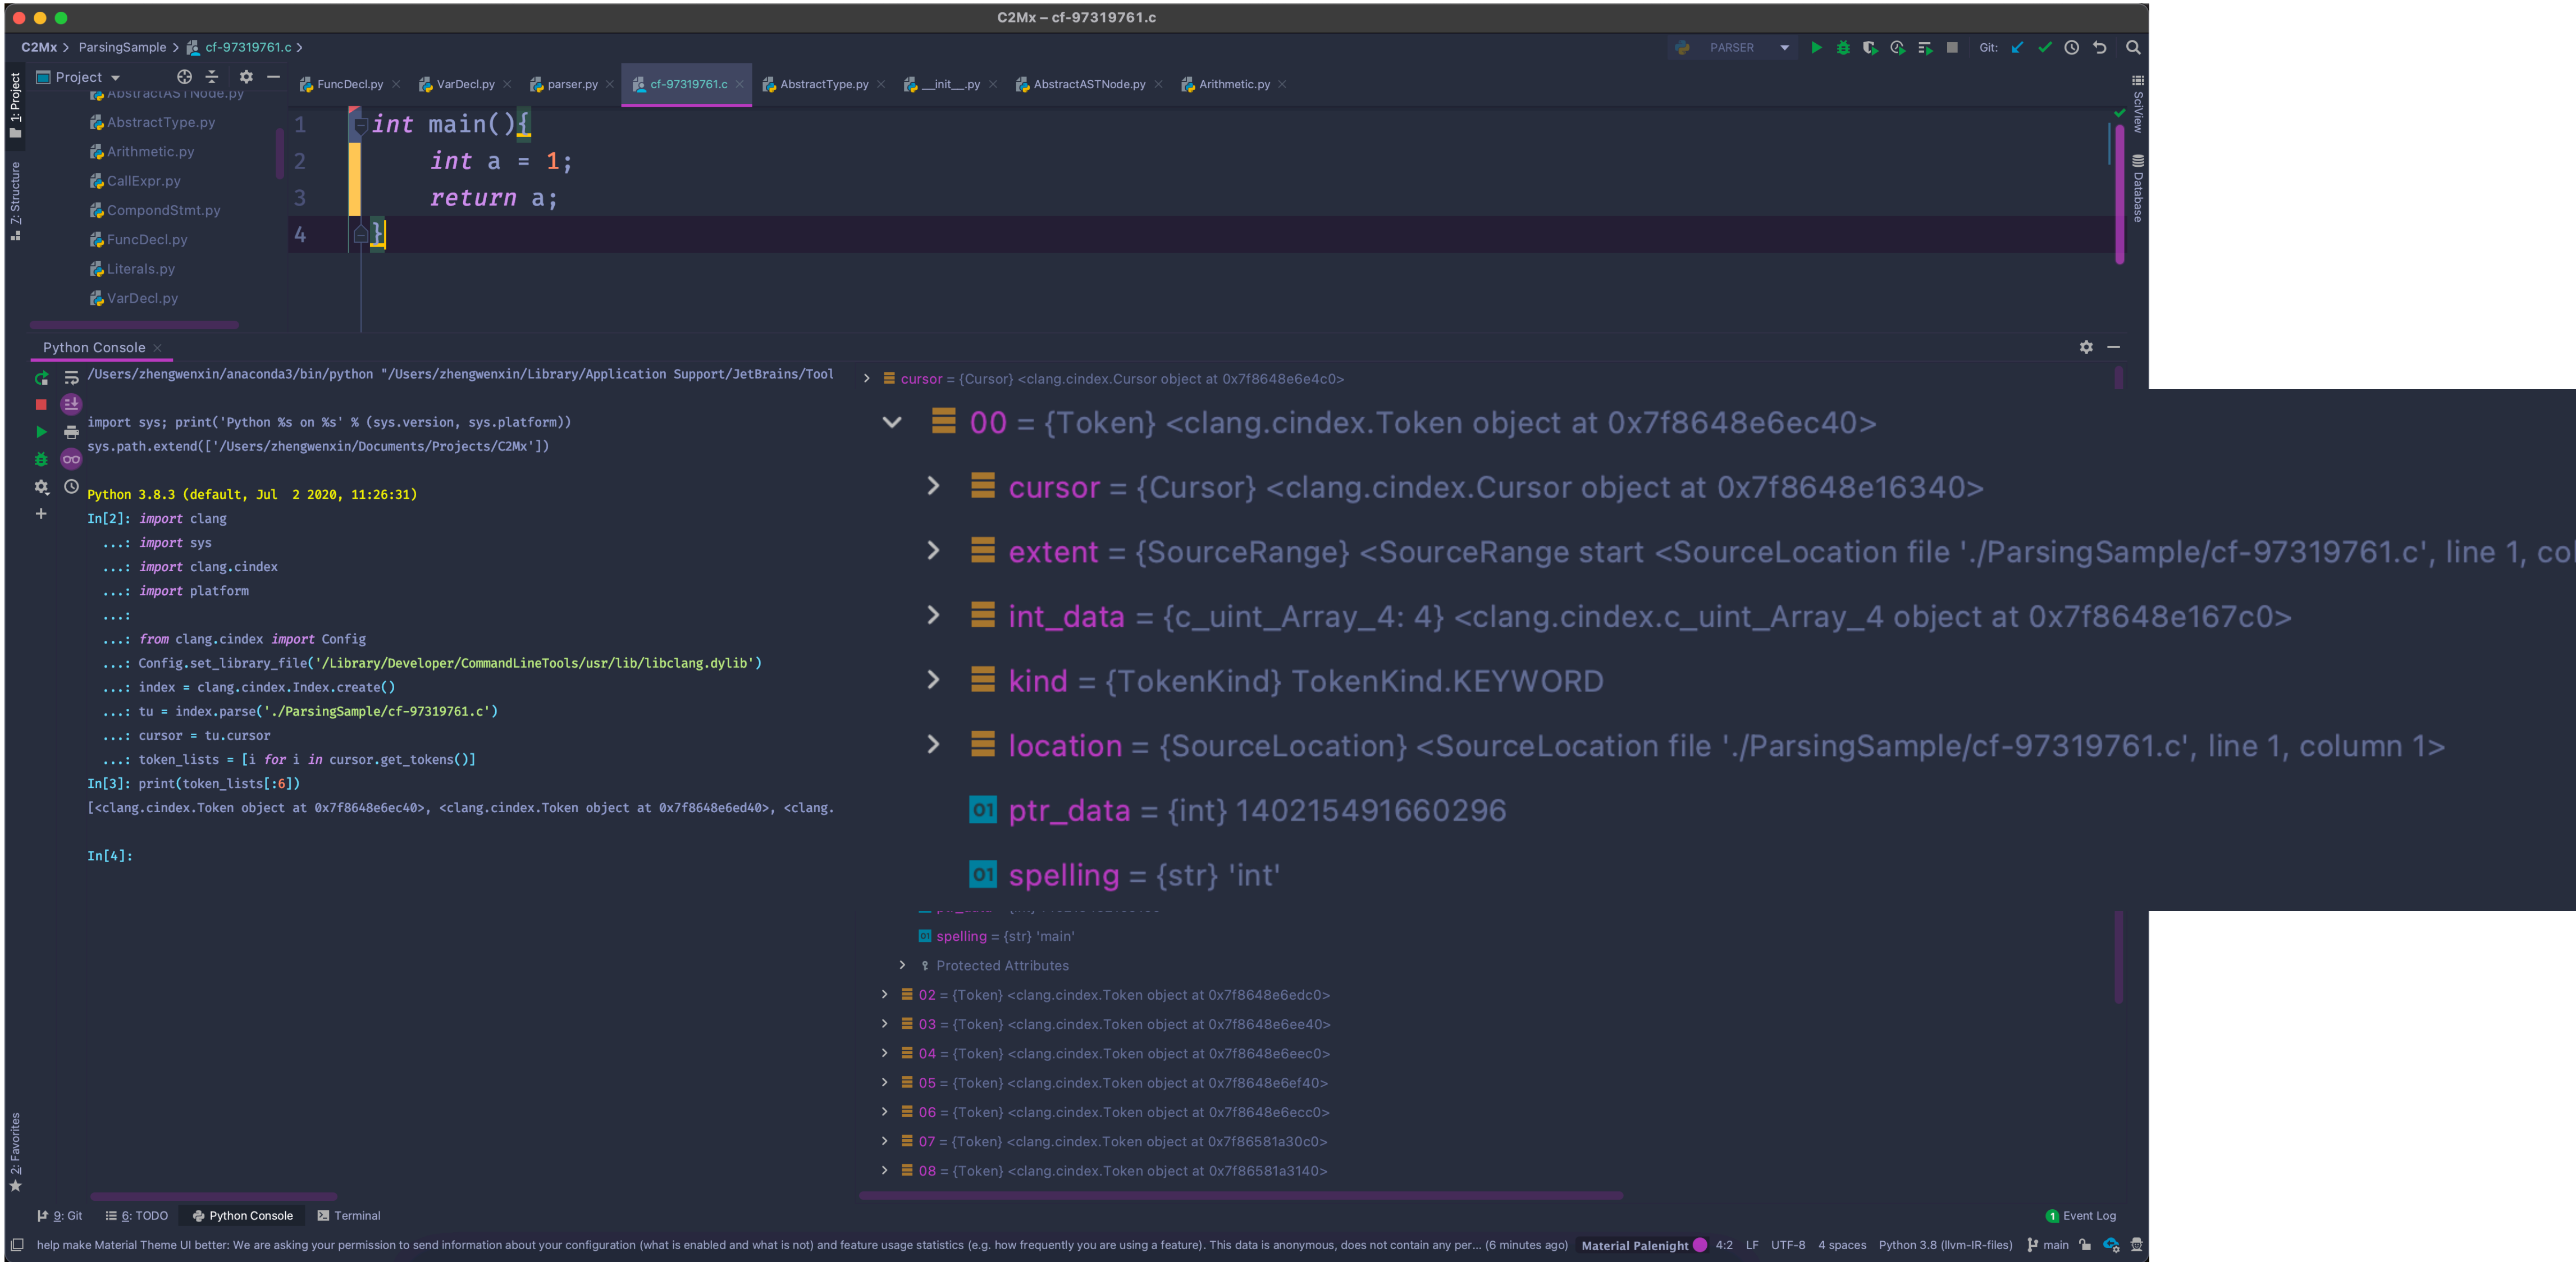 C2Mx – cf-97319761.c
C2Mx > ParsingSample > cf-97319761.c >
PARSER
Git:
Project
FuncDecl.py
VarDecl.py
parser.py
cf-97319761.c
AbstractType.py
__init__.py
AbstractASTNode.py
Arithmetic.py
1: Project
7: Structure
2: Favorites
SciView
Database
AbstractASTNode.py
AbstractType.py
Arithmetic.py
CallExpr.py
CompondStmt.py
FuncDecl.py
Literals.py
VarDecl.py
1 int main(){
2 int a = 1;
3 return a;
4 }
Python Console
/Users/zhengwenxin/anaconda3/bin/python "/Users/zhengwenxin/Library/Application Support/JetBrains/Tool
import sys; print('Python %s on %s' % (sys.version, sys.platform))
sys.path.extend(['/Users/zhengwenxin/Documents/Projects/C2Mx'])
Python 3.8.3 (default, Jul  2 2020, 11:26:31)
In[2]: import clang
...: import sys
...: import clang.cindex
...: import platform
...:
...: from clang.cindex import Config
...: Config.set_library_file('/Library/Developer/CommandLineTools/usr/lib/libclang.dylib')
...: index = clang.cindex.Index.create()
...: tu = index.parse('./ParsingSample/cf-97319761.c')
...: cursor = tu.cursor
...: token_lists = [i for i in cursor.get_tokens()]
In[3]: print(token_lists[:6])
[<clang.cindex.Token object at 0x7f8648e6ec40>, <clang.cindex.Token object at 0x7f8648e6ed40>, <clang.
In[4]:
cursor = {Cursor} <clang.cindex.Cursor object at 0x7f8648e6e4c0>
00 = {Token} <clang.cindex.Token object at 0x7f8648e6ec40>
cursor = {Cursor} <clang.cindex.Cursor object at 0x7f8648e16340>
extent = {SourceRange} <SourceRange start <SourceLocation file './ParsingSample/cf-97319761.c', line 1, col
int_data = {c_uint_Array_4: 4} <clang.cindex.c_uint_Array_4 object at 0x7f8648e167c0>
kind = {TokenKind} TokenKind.KEYWORD
location = {SourceLocation} <SourceLocation file './ParsingSample/cf-97319761.c', line 1, column 1>
01 ptr_data = {int} 140215491660296
01 spelling = {str} 'int'
01 spelling = {str} 'main'
Protected Attributes
02 = {Token} <clang.cindex.Token object at 0x7f8648e6edc0>
03 = {Token} <clang.cindex.Token object at 0x7f8648e6ee40>
04 = {Token} <clang.cindex.Token object at 0x7f8648e6eec0>
05 = {Token} <clang.cindex.Token object at 0x7f8648e6ef40>
06 = {Token} <clang.cindex.Token object at 0x7f8648e6ecc0>
07 = {Token} <clang.cindex.Token object at 0x7f86581a30c0>
08 = {Token} <clang.cindex.Token object at 0x7f86581a3140>
9: Git
6: TODO
Python Console
Terminal
1 Event Log
help make Material Theme UI better: We are asking your permission to send information about your configuration (what is enabled and what is not) and feature usage statistics (e.g. how frequently you are using a feature). This data is anonymous, does not contain any per... (6 minutes ago)
Material Palenight
4:2
LF
UTF-8
4 spaces
Python 3.8 (llvm-IR-files)
main